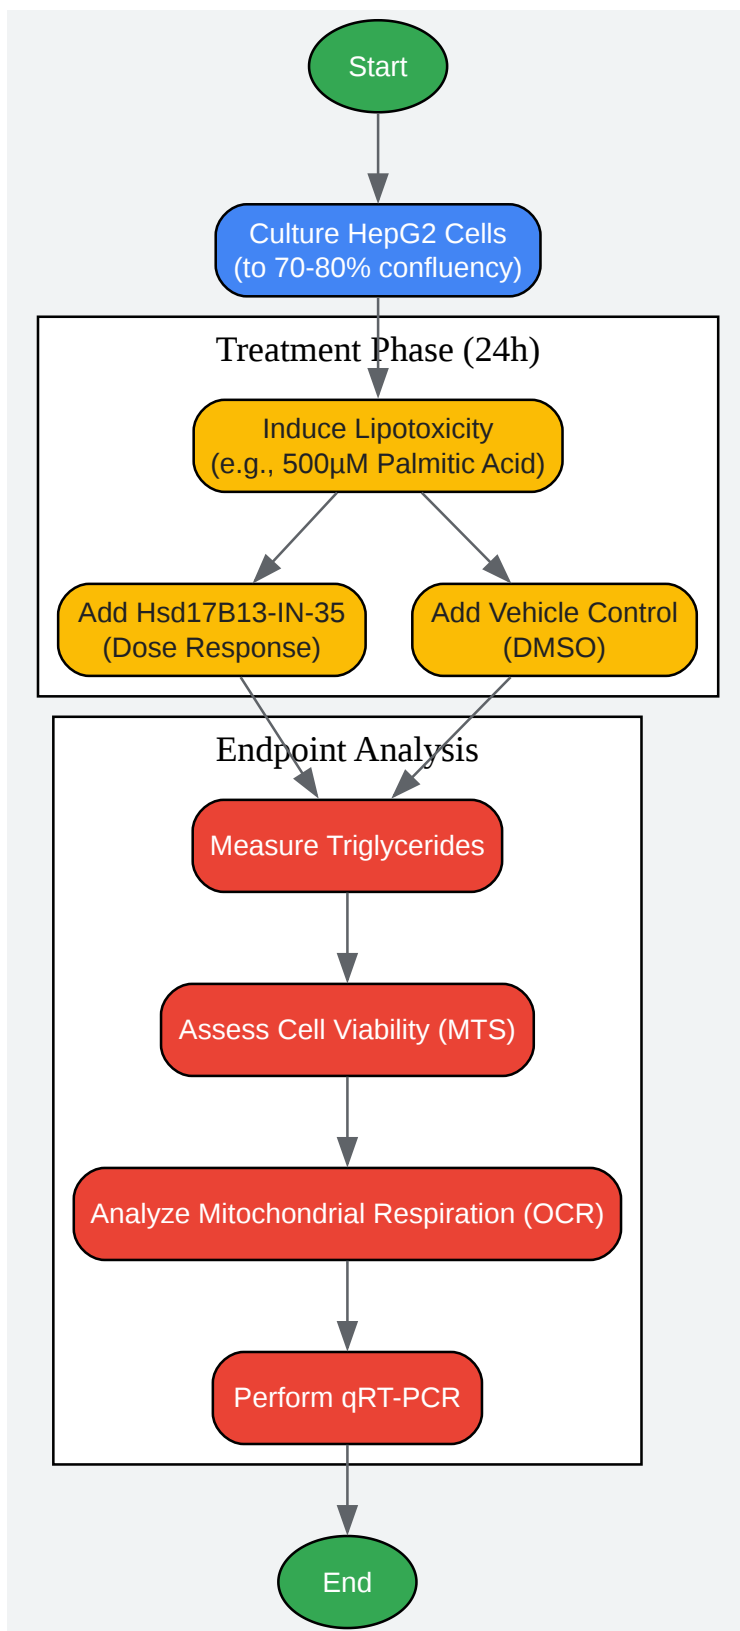 Start
Culture HepG2 Cells
(to 70-80% confluency)
Treatment Phase (24h)
Induce Lipotoxicity
(e.g., 500µM Palmitic Acid)
Add Hsd17B13-IN-35
(Dose Response)
Add Vehicle Control
(DMSO)
Endpoint Analysis
Measure Triglycerides
Assess Cell Viability (MTS)
Analyze Mitochondrial Respiration (OCR)
Perform qRT-PCR
End